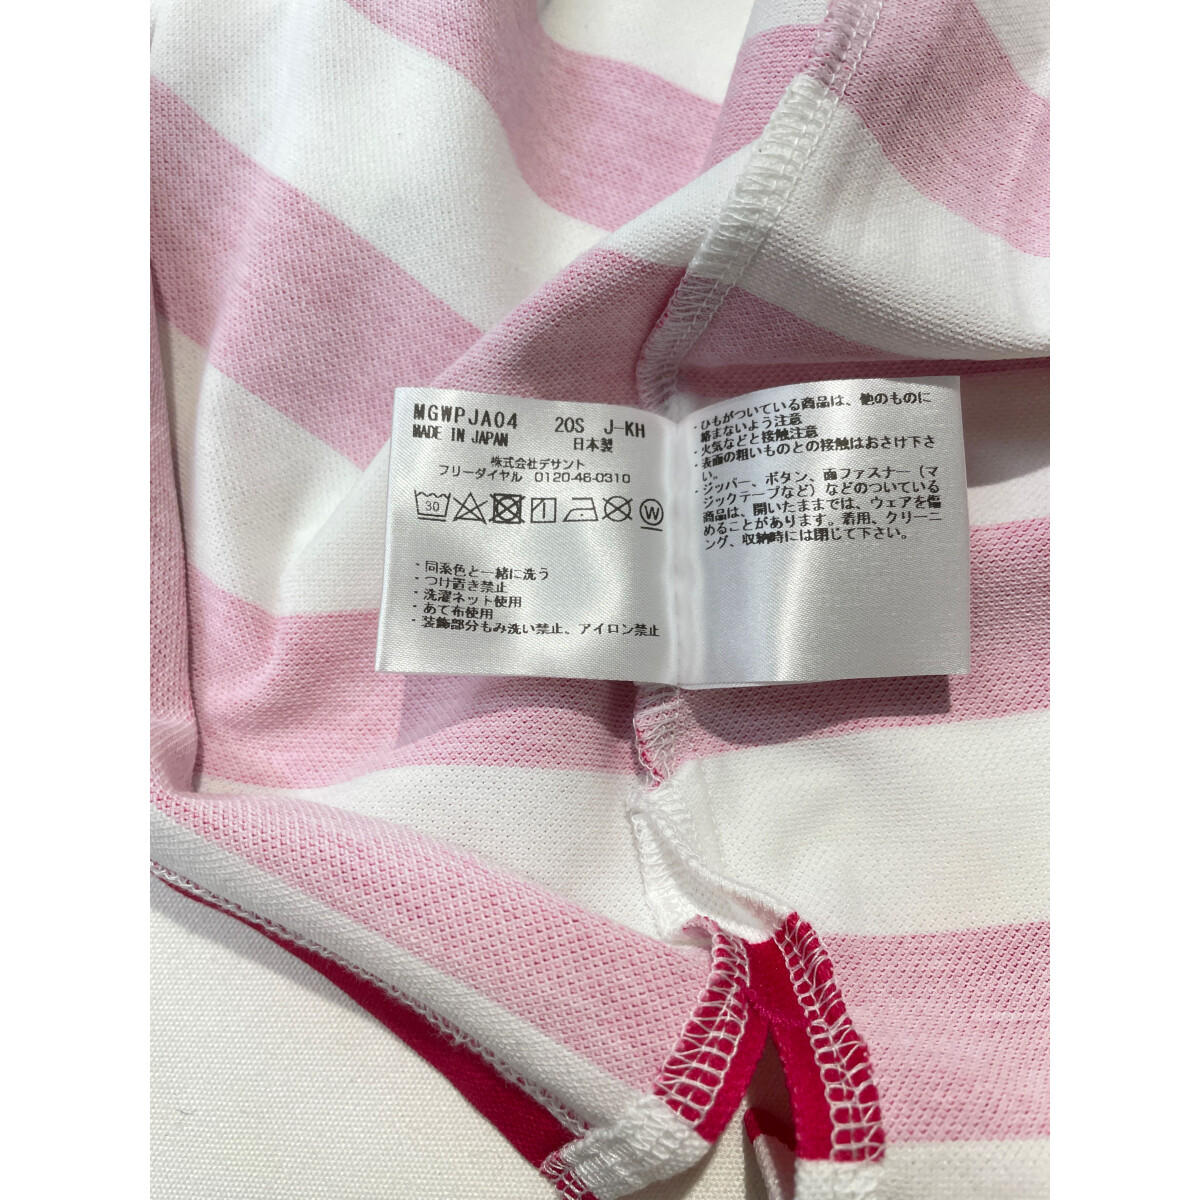 MGWPJA04 20S J-KH
MADE IN JAPAN 日本製
株式会社デサント
フリーダイヤル 0120-46-0310
30 W
・同系色と一緒に洗う
・つけ置き禁止
・洗濯ネット使用
・あて布使用
・装飾部分もみ洗い禁止、アイロン禁止
・ひもがついている商品は、他のものに
絡まないよう注意
・火気などと接触注意
・表面の粗いものとの接触はおさけ下さ
い。
・ジッパー、ボタン、面ファスナー（マ
ジックテープなど）などのついている
商品は、開いたままでは、ウェアを傷
めることがあります。着用、クリーニ
ング、収納時には閉じて下さい。